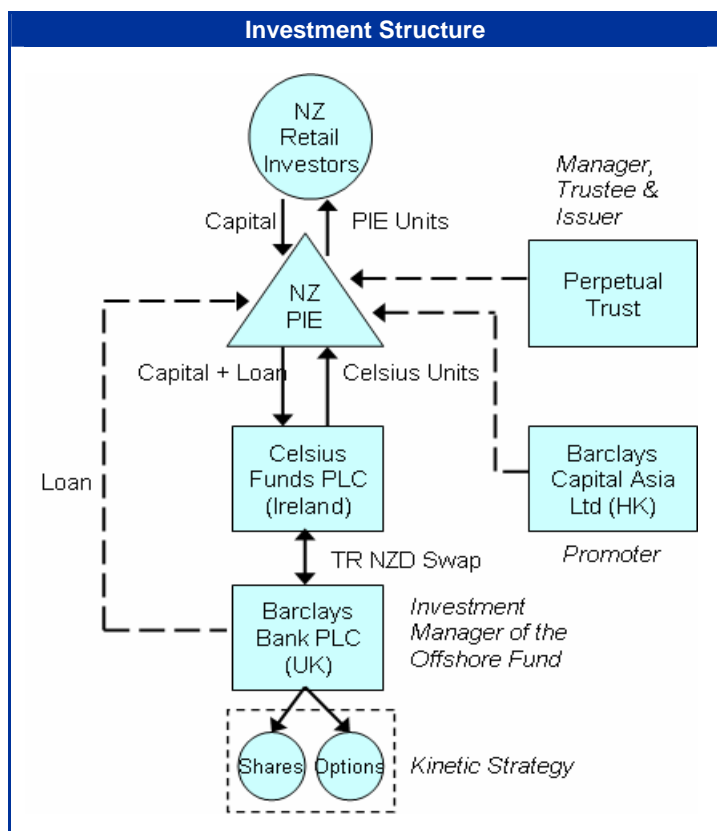 Investment Structure
NZ
Retail
Investors
Manager,
Trustee &
Issuer
Capital
PIE Units
NZ
PIE
Perpetual
Trust
Capital + Loan
Celsius Units
Loan
Celsius
Funds PLC
(Ireland)
Barclays
Capital Asia
Ltd (HK)
Promoter
TR NZD Swap
Barclays
Bank PLC
(UK)
Investment
Manager of the
Offshore Fund
Shares
Options
Kinetic Strategy